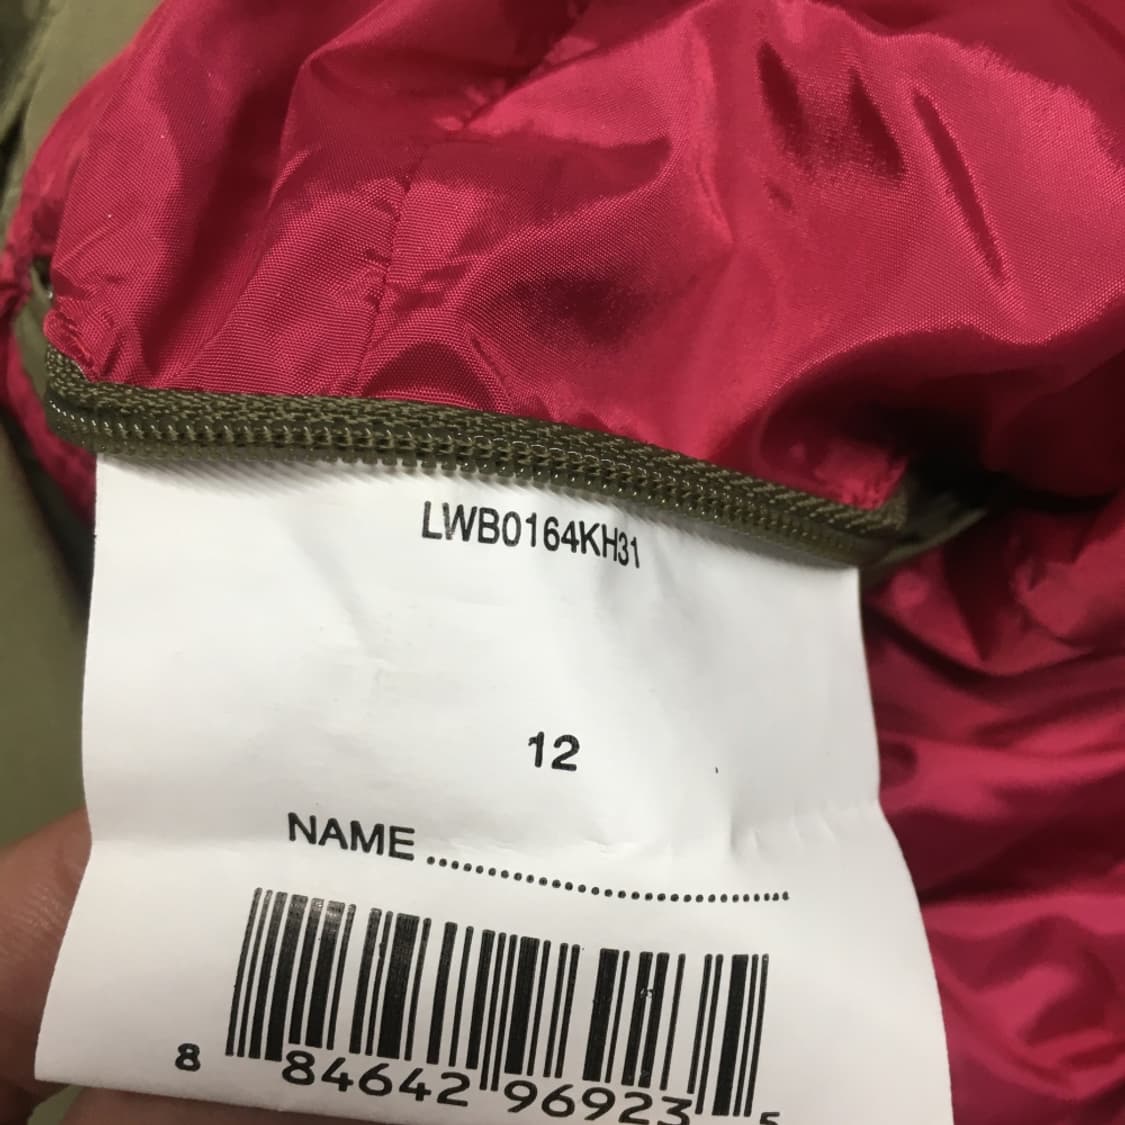 LWB0164KH31
12
NAME ..............................
8 84642 96923 5